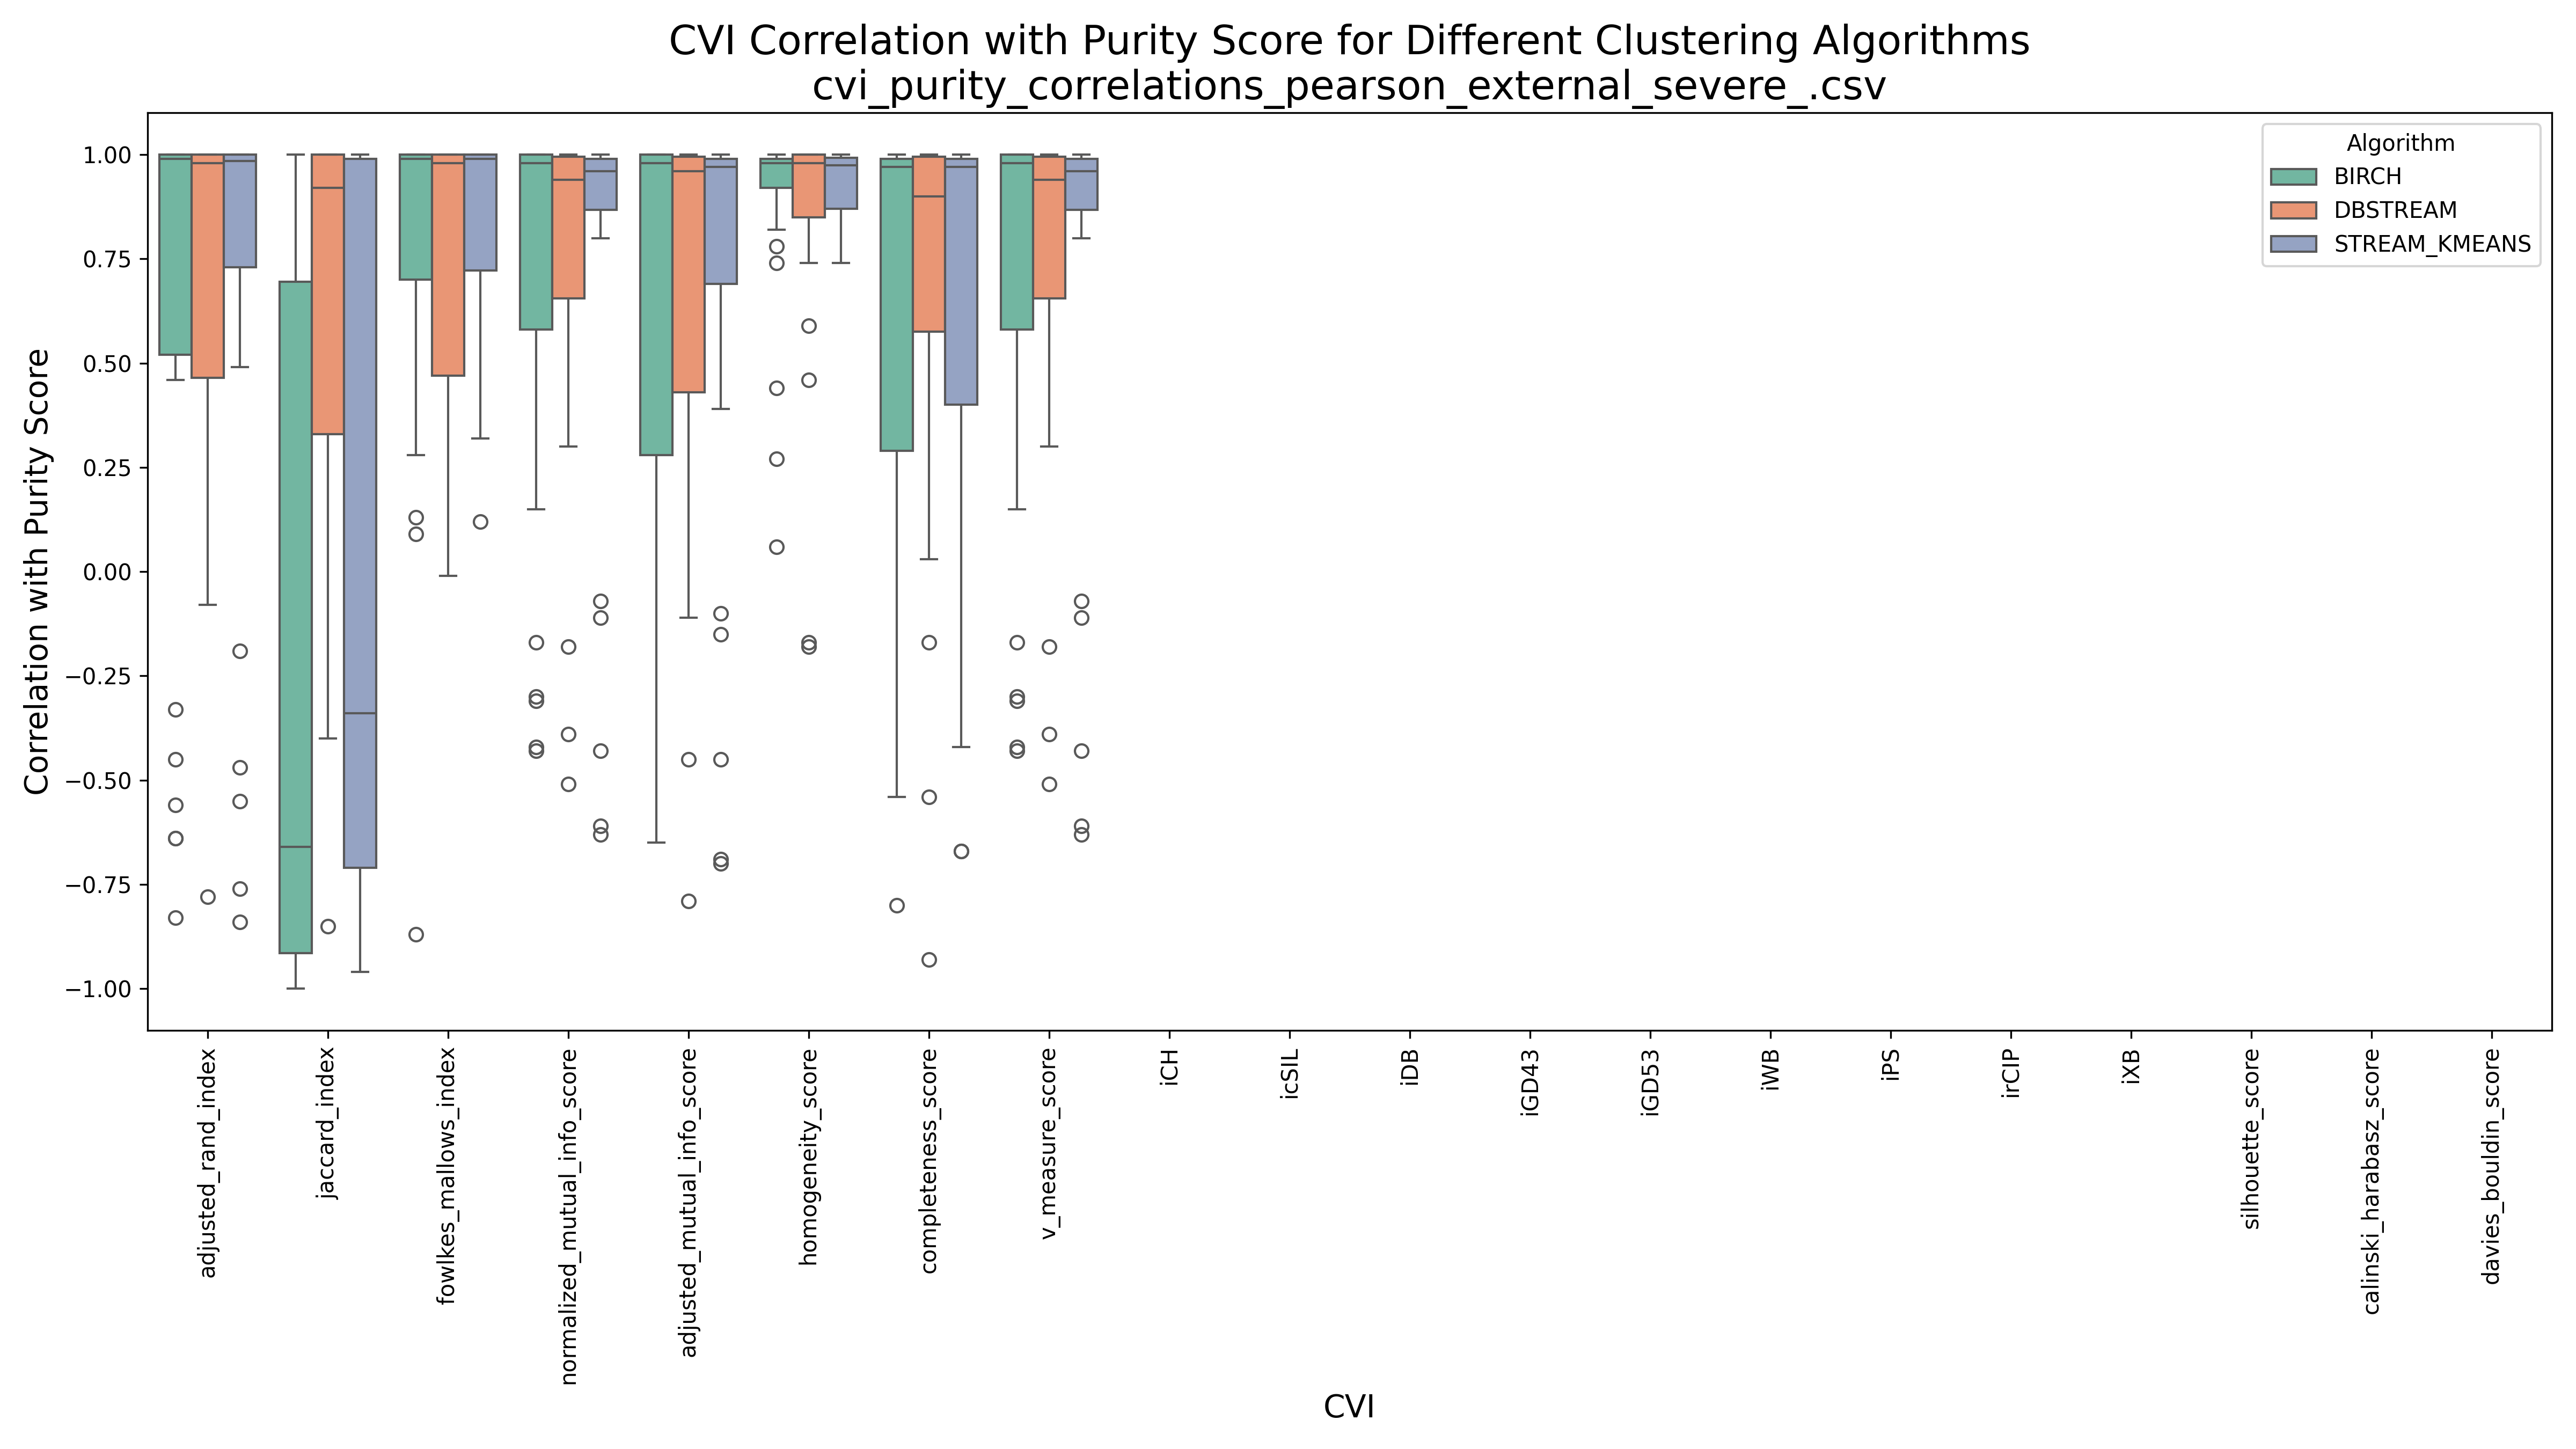 CVI Correlation with Purity Score for Different Clustering Algorithms
cvi_purity_correlations_pearson_external_severe_.csv
Algorithm
BIRCH
DBSTREAM
STREAM_KMEANS
Correlation with Purity Score
1.00
0.75
0.50
0.25
0.00
−0.25
−0.50
−0.75
−1.00
adjusted_rand_index
jaccard_index
fowlkes_mallows_index
normalized_mutual_info_score
adjusted_mutual_info_score
homogeneity_score
completeness_score
v_measure_score
iCH
icSIL
iDB
iGD43
iGD53
iWB
iPS
irCIP
iXB
silhouette_score
calinski_harabasz_score
davies_bouldin_score
CVI